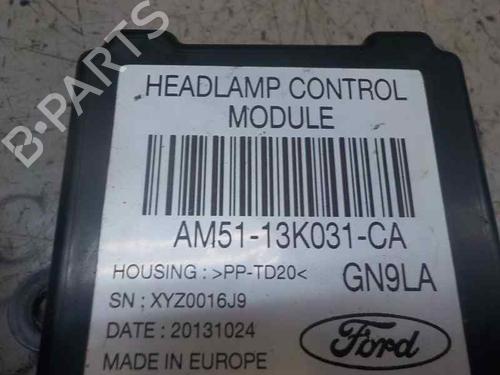 B-PARTS
HEADLAMP CONTROL
MODULE
AM51-13K031-CA
HOUSING : >PP-TD20<
GN9LA
SN : XYZ0016J9
DATE : 20131024
MADE IN EUROPE
Ford